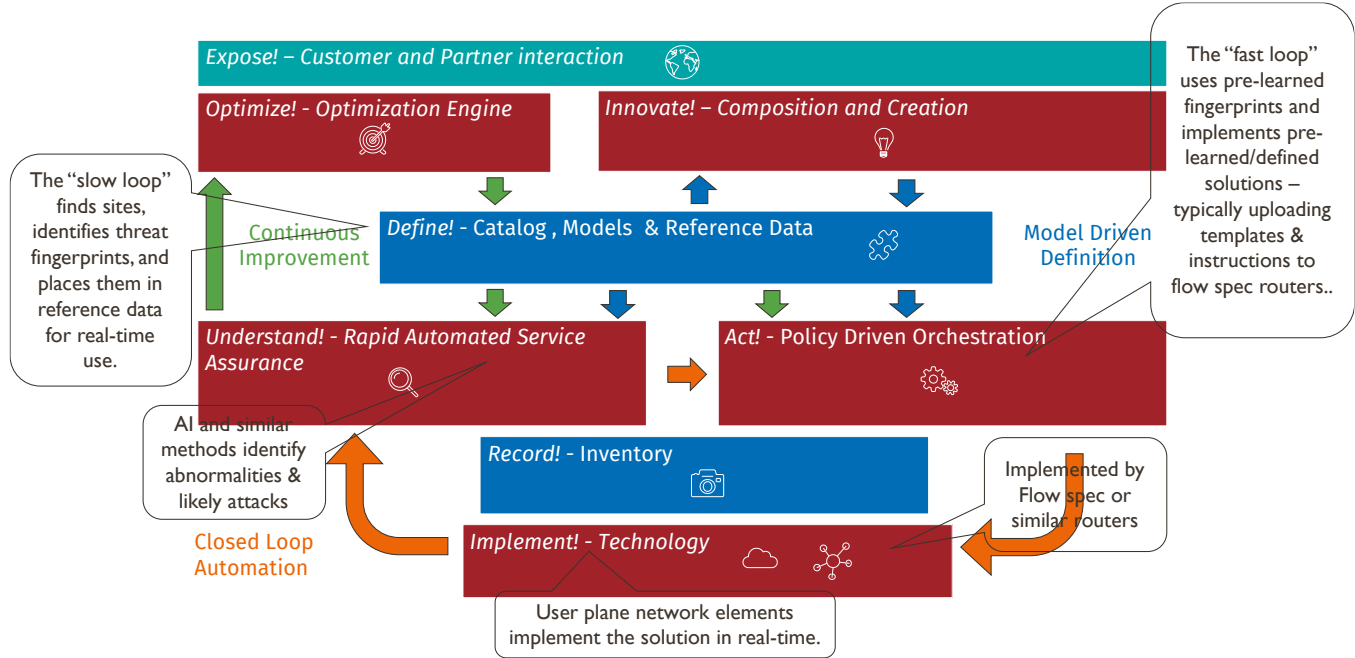 Expose! – Customer and Partner interaction
Optimize! - Optimization Engine
Innovate! – Composition and Creation
The “fast loop”
uses pre-learned
fingerprints and
implements pre-
learned/defined
solutions –
typically uploading
templates &
instructions to
flow spec routers..
The “slow loop”
finds sites,
identifies threat
fingerprints, and
places them in
reference data
for real-time
use.
Continuous
Improvement
Define! - Catalog , Models & Reference Data
Model Driven
Definition
Understand! - Rapid Automated Service
Assurance
Act! - Policy Driven Orchestration
AI and similar
methods identify
abnormalities &
likely attacks
Record! - Inventory
Implemented by
Flow spec or
similar routers
Closed Loop
Automation
Implement! - Technology
User plane network elements
implement the solution in real-time.